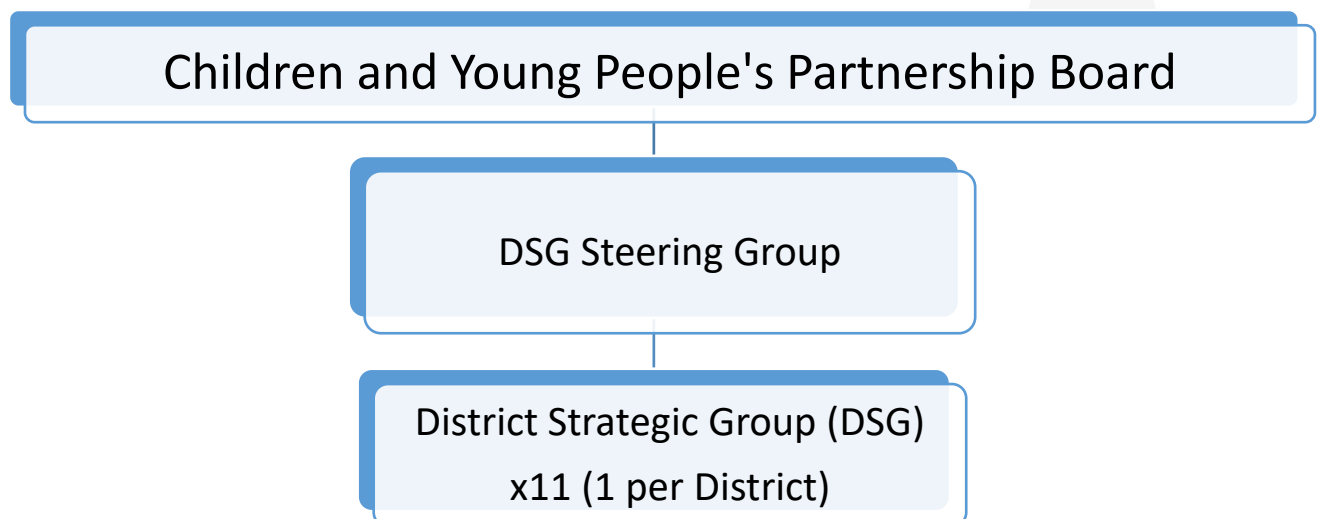 Children and Young People's Partnership Board
DSG Steering Group
District Strategic Group (DSG)
x11 (1 per District)